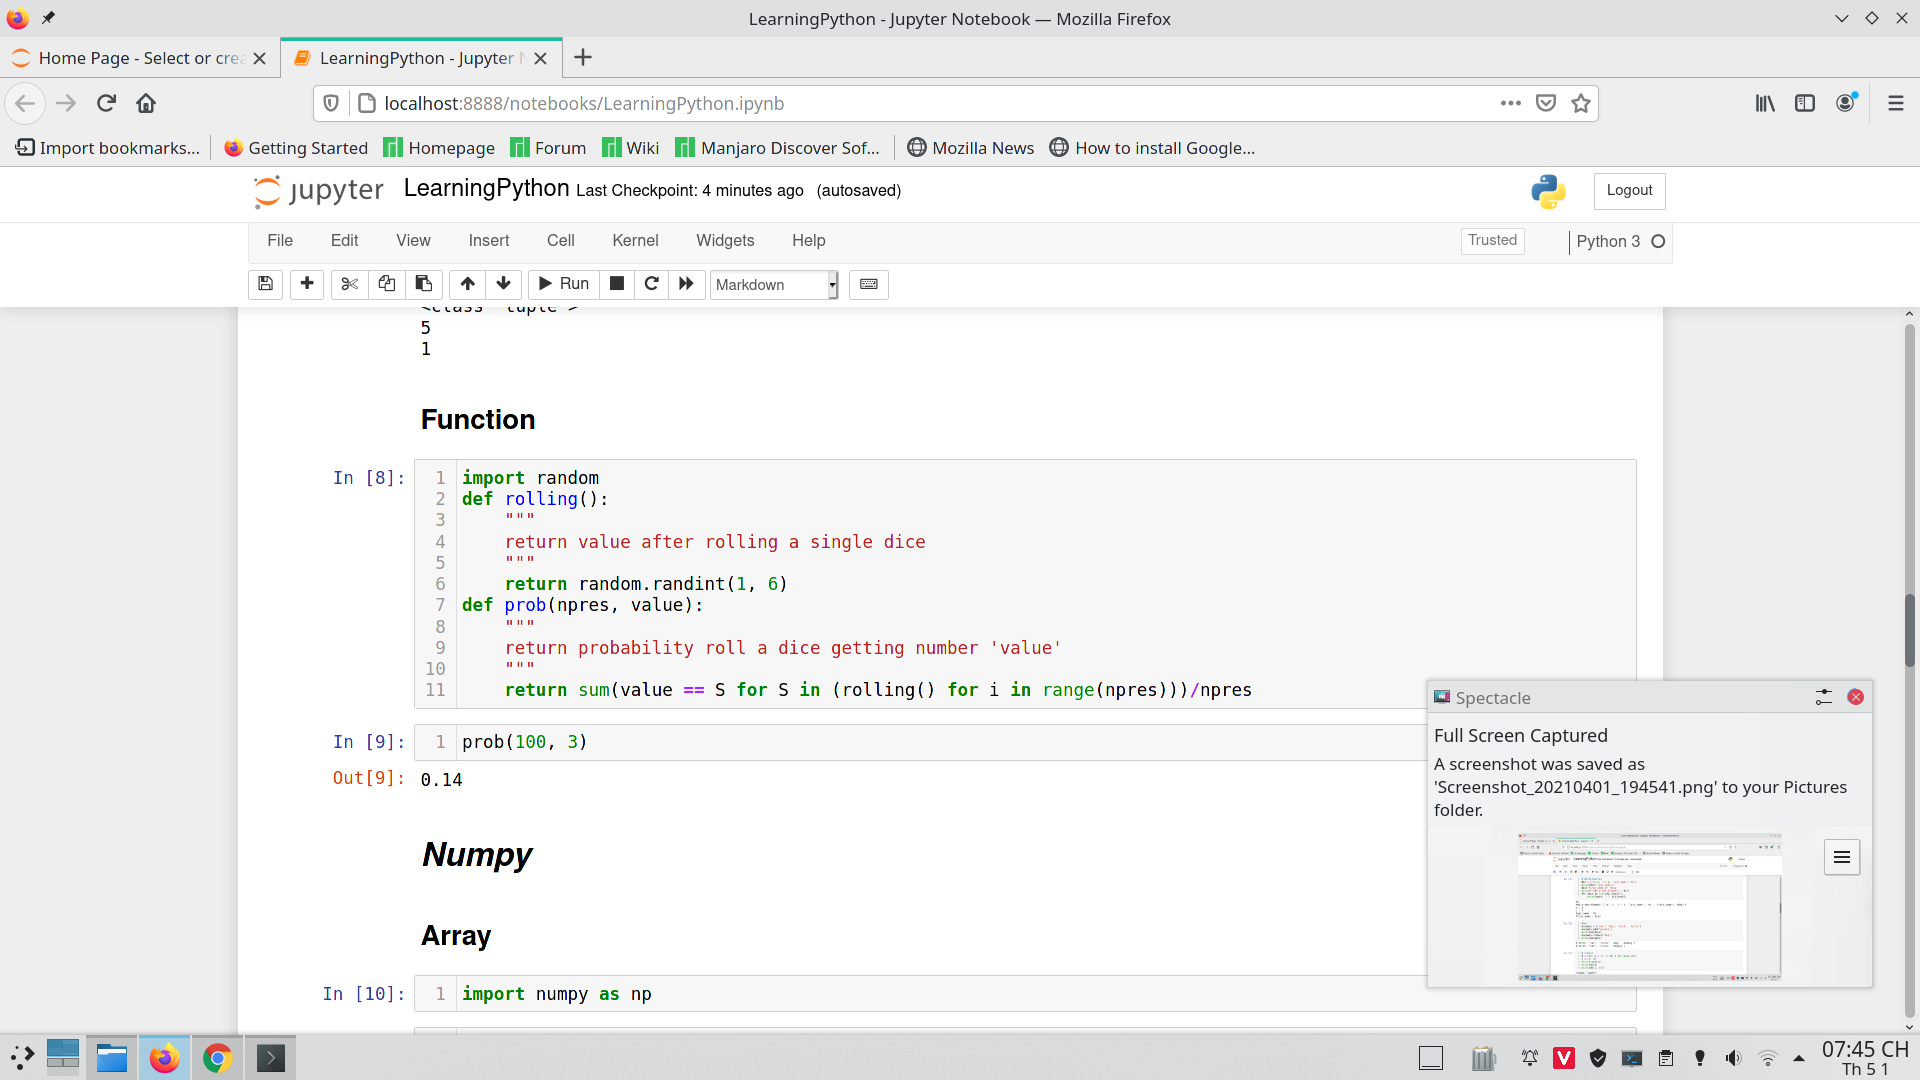 LearningPython - Jupyter Notebook — Mozilla Firefox
Home Page - Select or crea
LearningPython - Jupyter N
localhost:8888/notebooks/LearningPython.ipynb
Import bookmarks... Getting Started Homepage Forum Wiki Manjaro Discover Sof... Mozilla News How to install Google...
jupyter LearningPython Last Checkpoint: 4 minutes ago (autosaved) Logout
File Edit View Insert Cell Kernel Widgets Help Trusted Python 3
Run Markdown
<class 'tuple'>
5
1
Function
In [8]: 1 import random
2 def rolling():
3 """
4 return value after rolling a single dice
5 """
6 return random.randint(1, 6)
7 def prob(npres, value):
8 """
9 return probability roll a dice getting number 'value'
10 """
11 return sum(value == S for S in (rolling() for i in range(npres)))/npres
In [9]: 1 prob(100, 3)
Out[9]: 0.14
Numpy
Array
In [10]: 1 import numpy as np
Spectacle
Full Screen Captured
A screenshot was saved as
'Screenshot_20210401_194541.png' to your Pictures
folder.
07:45 CH
Th 5 1